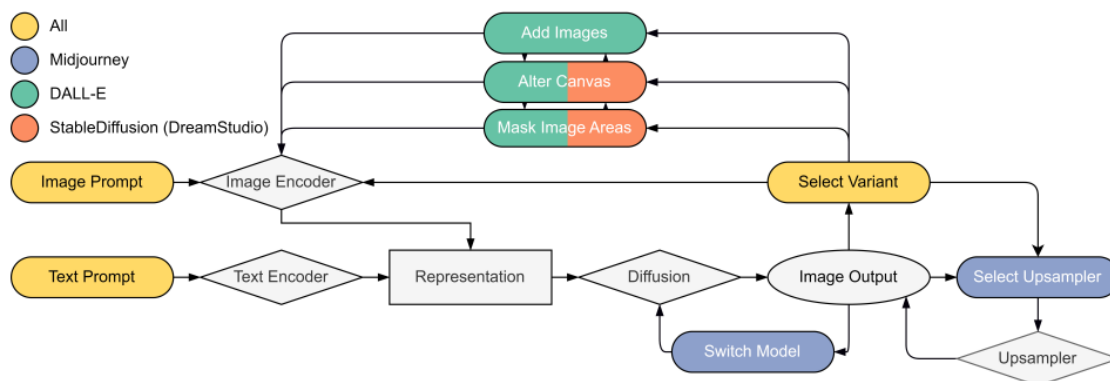 All
Midjourney
DALL-E
StableDiffusion (DreamStudio)
Add Images
Alter Canvas
Mask Image Areas
Image Prompt
Image Encoder
Select Variant
Text Prompt
Text Encoder
Representation
Diffusion
Image Output
Select Upsampler
Switch Model
Upsampler